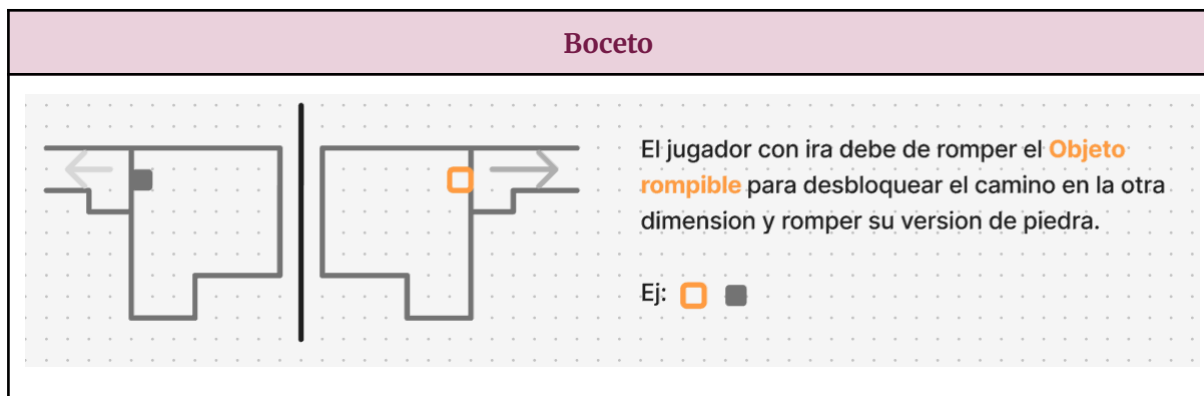 Boceto
El jugador con ira debe de romper el Objeto
rompible para desbloquear el camino en la otra
dimension y romper su version de piedra.
Ej: